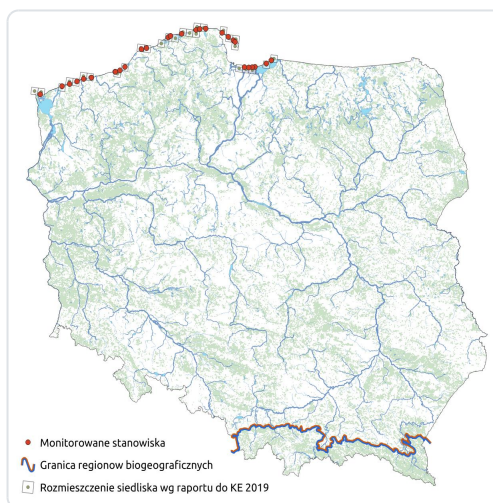 Monitorowane stanowiska
Granica regionow biogeograficznych
Rozmieszczenie siedliska wg raportu do KE 2019